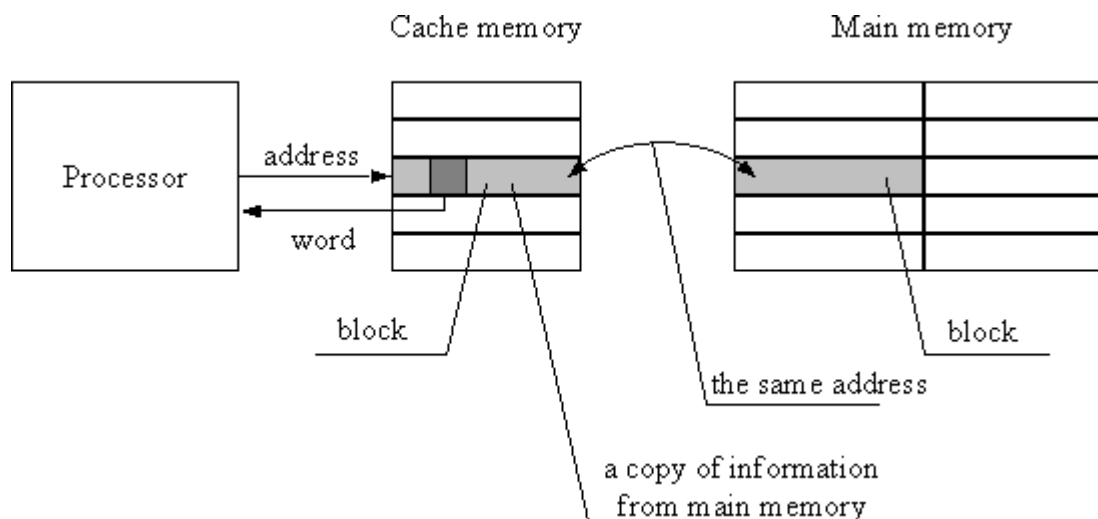 Cache memory
Main memory
Processor
address
word
block
block
the same address
a copy of information
from main memory